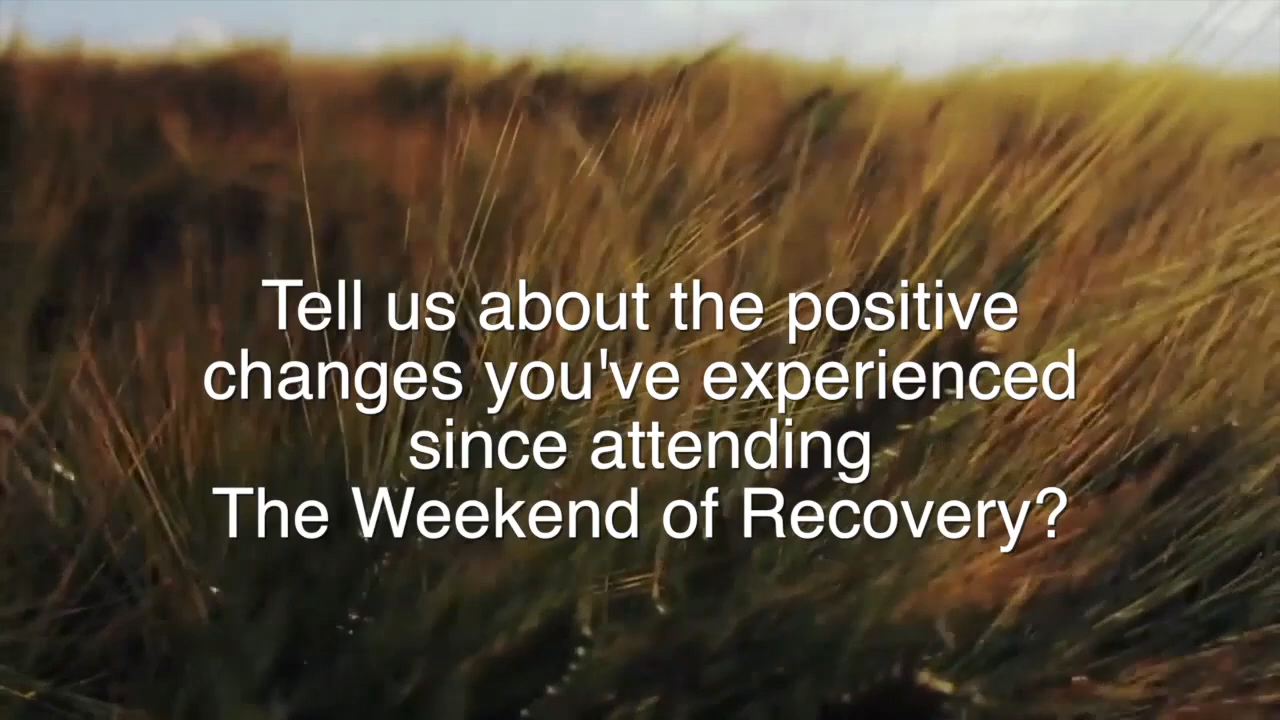 Tell us about the positive
changes you've experienced
since attending
The Weekend of Recovery?